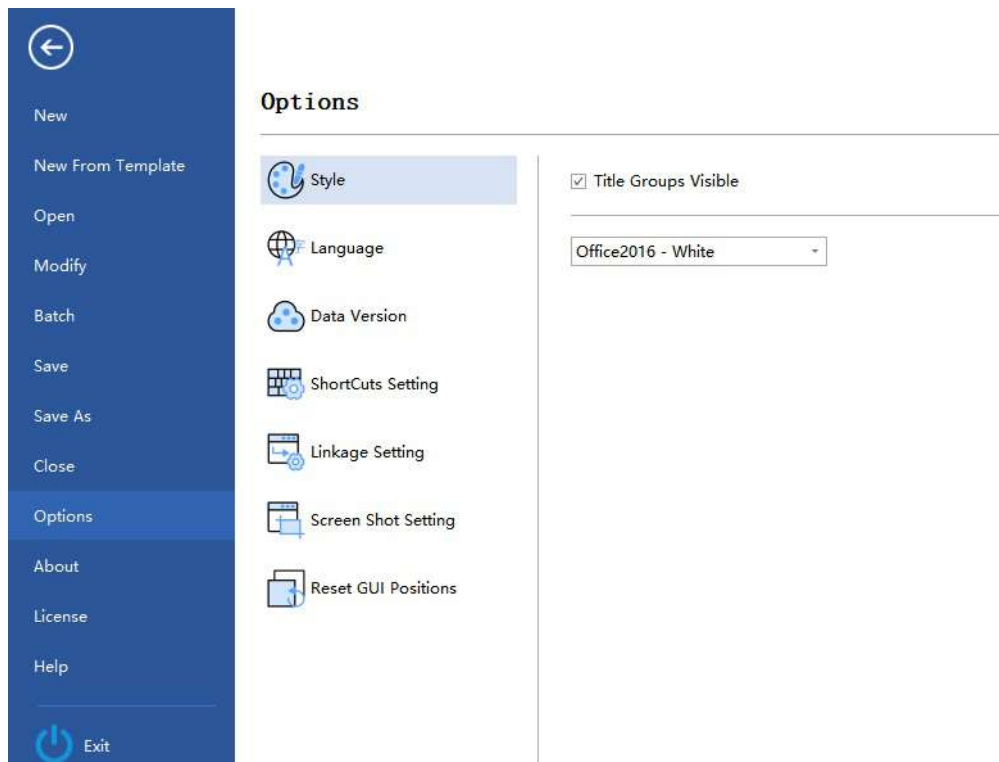 New
New From Template
Open
Modify
Batch
Save
Save As
Close
Options
About
License
Help
Exit
Options
Style
Language
Data Version
ShortCuts Setting
Linkage Setting
Screen Shot Setting
Reset GUI Positions
Title Groups Visible
Office2016 - White